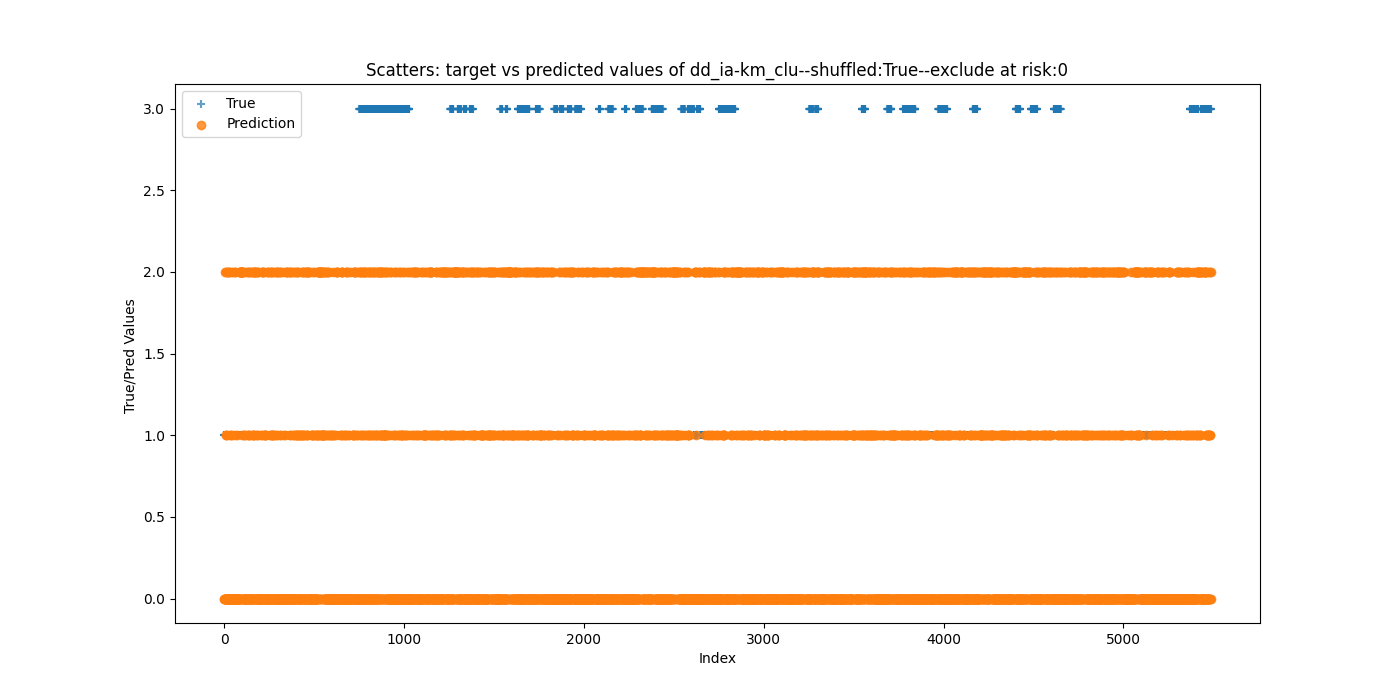 Scatters: target vs predicted values of dd_ia-km_clu--shuffled:True--exclude at risk:0
True
Prediction
3.0
2.5
2.0
1.5
1.0
0.5
0.0
True/Pred Values
0 1000 2000 3000 4000 5000
Index